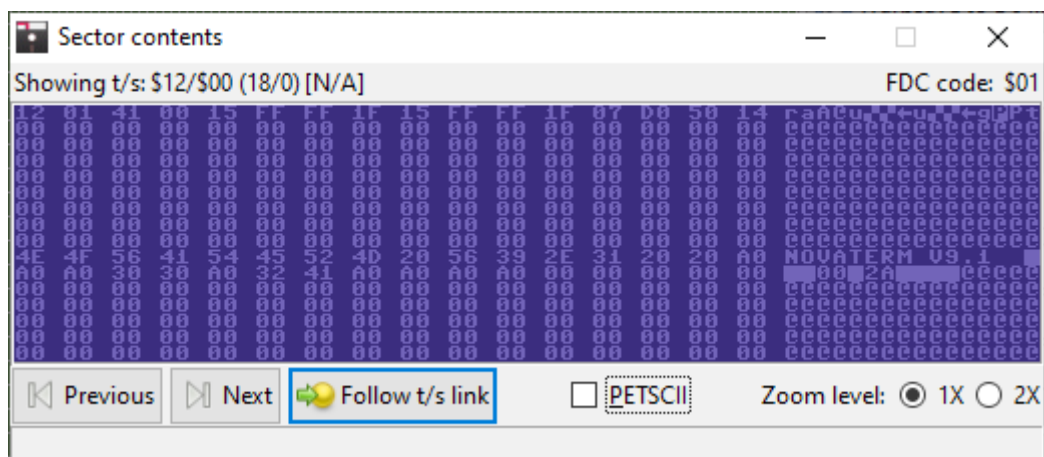 Sector contents
Showing t/s: $12/$00 (18/0) [N/A] FDC code: $01
12 01 41 00 15 FF FF 1F 15 FF FF 1F 07 D0 50 14 raA@u▒▒←u▒▒←gPPt
00 00 00 00 00 00 00 00 00 00 00 00 00 00 00 00 @@@@@@@@@@@@@@@@
00 00 00 00 00 00 00 00 00 00 00 00 00 00 00 00 @@@@@@@@@@@@@@@@
00 00 00 00 00 00 00 00 00 00 00 00 00 00 00 00 @@@@@@@@@@@@@@@@
00 00 00 00 00 00 00 00 00 00 00 00 00 00 00 00 @@@@@@@@@@@@@@@@
00 00 00 00 00 00 00 00 00 00 00 00 00 00 00 00 @@@@@@@@@@@@@@@@
00 00 00 00 00 00 00 00 00 00 00 00 00 00 00 00 @@@@@@@@@@@@@@@@
00 00 00 00 00 00 00 00 00 00 00 00 00 00 00 00 @@@@@@@@@@@@@@@@
00 00 00 00 00 00 00 00 00 00 00 00 00 00 00 00 @@@@@@@@@@@@@@@@
4E 4F 56 41 54 45 52 4D 20 56 39 2E 31 20 20 A0 NOVATERM V9.1  █
A0 A0 30 30 A0 32 41 A0 A0 A0 A0 00 00 00 00 00 ██00█2A████@@@@@
00 00 00 00 00 00 00 00 00 00 00 00 00 00 00 00 @@@@@@@@@@@@@@@@
00 00 00 00 00 00 00 00 00 00 00 00 00 00 00 00 @@@@@@@@@@@@@@@@
00 00 00 00 00 00 00 00 00 00 00 00 00 00 00 00 @@@@@@@@@@@@@@@@
00 00 00 00 00 00 00 00 00 00 00 00 00 00 00 00 @@@@@@@@@@@@@@@@
00 00 00 00 00 00 00 00 00 00 00 00 00 00 00 00 @@@@@@@@@@@@@@@@
Previous Next Follow t/s link PETSCII Zoom level: 1X 2X